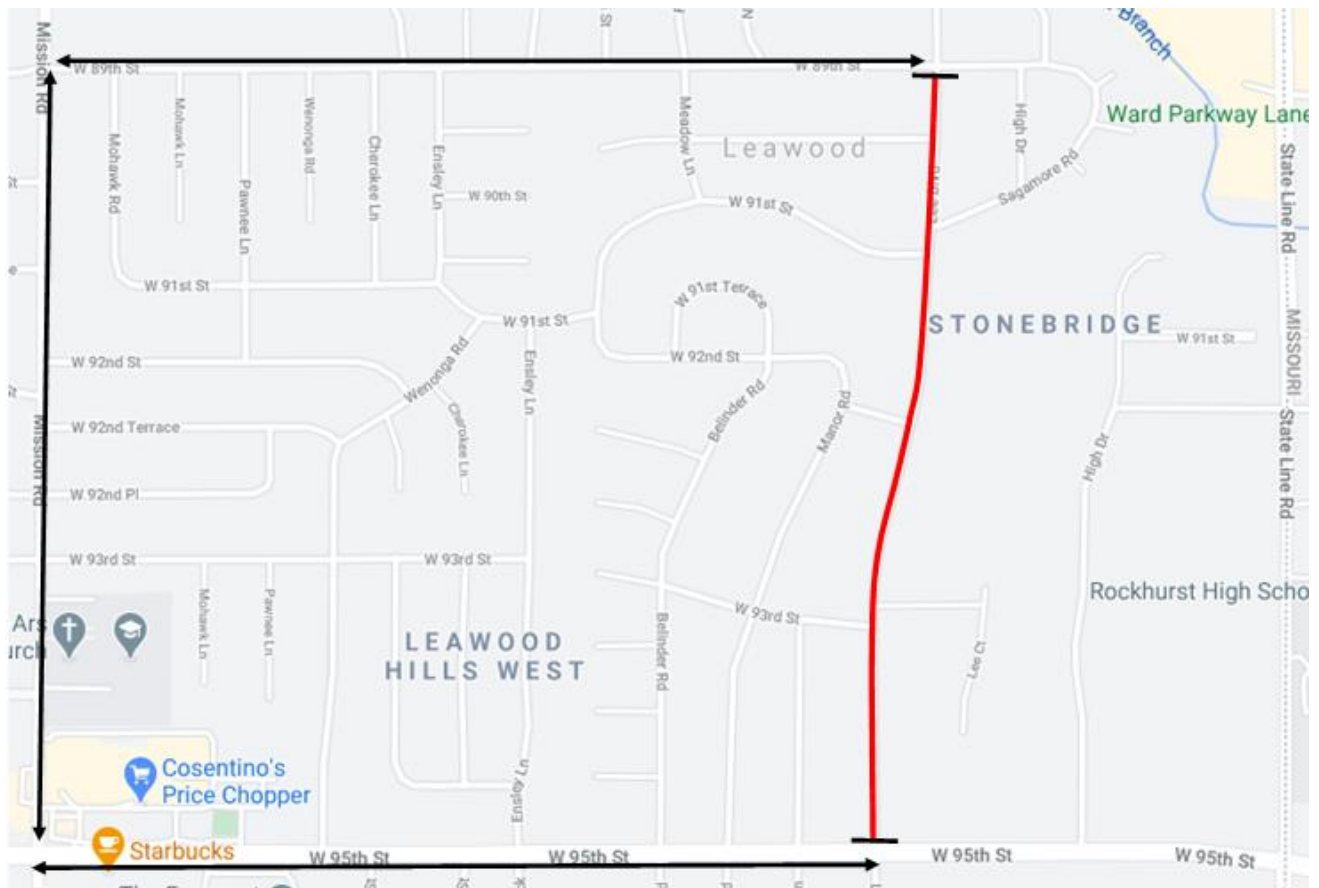 Mission Rd
W 89th St
W 89th St
Branch
Ward Parkway Lane
Mohawk Rd
Mohawk Ln
Pawnee Ln
Wenonga Rd
Cherokee Ln
Ensley Ln
W 90th St
Meadow Ln
Leawood
High Dr
Sagamore Rd
State Line Rd
W 91st St
W 91st St
W 91st St
W 91st Terrace
STONEBRIDGE
W 91st St
MISSOURI
W 92nd St
Wenonga Rd
Ensley Ln
W 92nd St
Belinder Rd
Manor Rd
Mission Rd
W 92nd Terrace
Cherokee Ln
High Dr
State Line Rd
W 92nd Pl
W 93rd St
W 93rd St
Mohawk Ln
Pawnee Ln
LEAWOOD
HILLS WEST
Belinder Rd
W 93rd St
Lee Ct
Rockhurst High Scho
Ars
urch
Cosentino's
Price Chopper
Ensley Ln
Starbucks
W 95th St
W 95th St
W 95th St
W 95th St